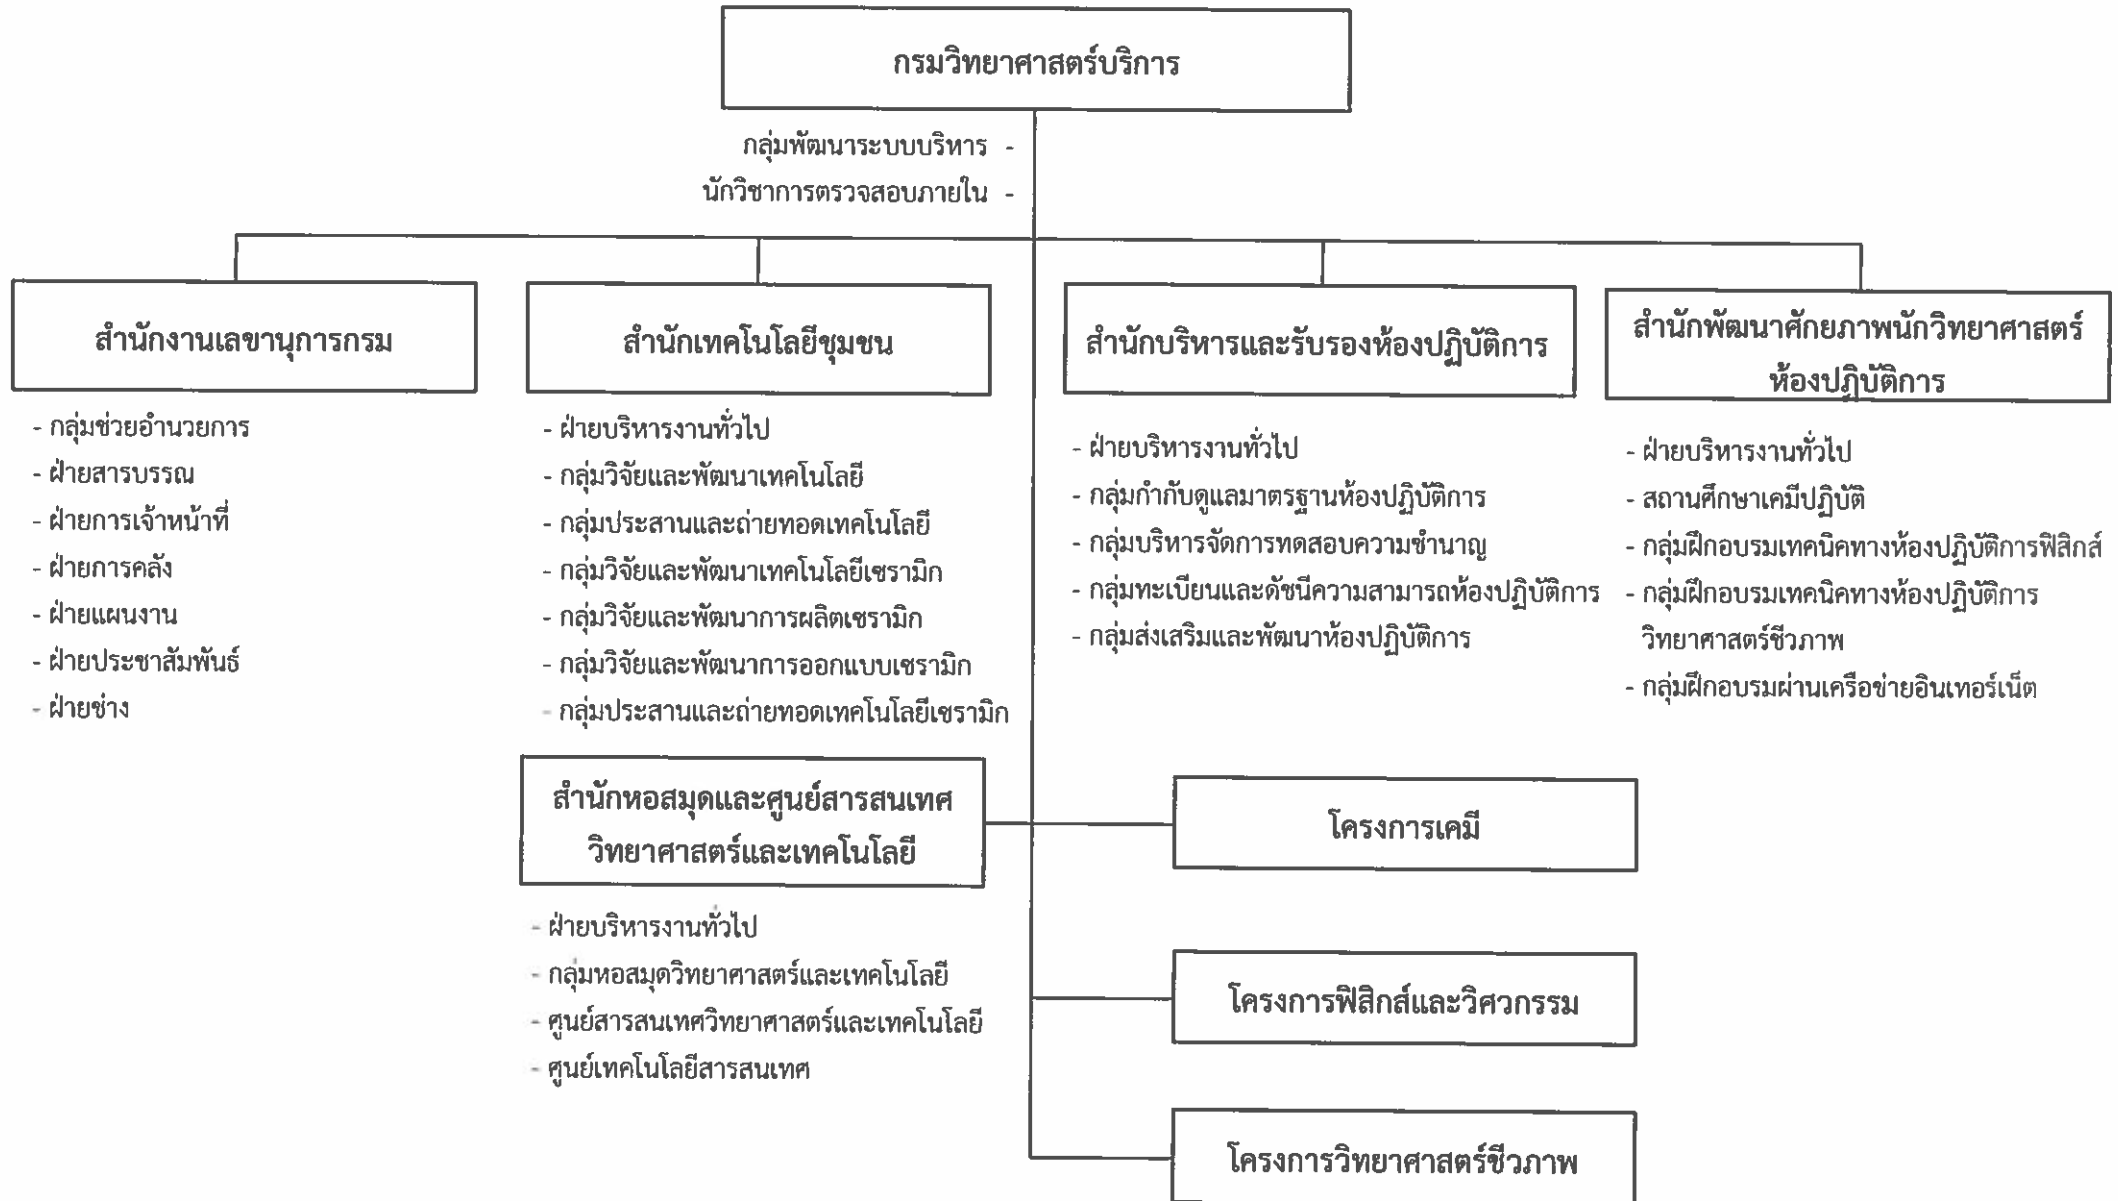 กรมวิทยาศาสตร์บริการ
กลุ่มพัฒนาระบบบริหาร -
นักวิชาการตรวจสอบภายใน -
สำนักงานเลขานุการกรม
- กลุ่มช่วยอำนวยการ
- ฝ่ายสารบรรณ
- ฝ่ายการเจ้าหน้าที่
- ฝ่ายการคลัง
- ฝ่ายแผนงาน
- ฝ่ายประชาสัมพันธ์
- ฝ่ายช่าง
สำนักเทคโนโลยีชุมชน
- ฝ่ายบริหารงานทั่วไป
- กลุ่มวิจัยและพัฒนาเทคโนโลยี
- กลุ่มประสานและถ่ายทอดเทคโนโลยี
- กลุ่มวิจัยและพัฒนาเทคโนโลยีเซรามิก
- กลุ่มวิจัยและพัฒนาการผลิตเซรามิก
- กลุ่มวิจัยและพัฒนาการออกแบบเซรามิก
- กลุ่มประสานและถ่ายทอดเทคโนโลยีเซรามิก
สำนักบริหารและรับรองห้องปฏิบัติการ
- ฝ่ายบริหารงานทั่วไป
- กลุ่มกำกับดูแลมาตรฐานห้องปฏิบัติการ
- กลุ่มบริหารจัดการทดสอบความชำนาญ
- กลุ่มทะเบียนและดัชนีความสามารถห้องปฏิบัติการ
- กลุ่มส่งเสริมและพัฒนาห้องปฏิบัติการ
สำนักพัฒนาศักยภาพนักวิทยาศาสตร์
ห้องปฏิบัติการ
- ฝ่ายบริหารงานทั่วไป
- สถานศึกษาเคมีปฏิบัติ
- กลุ่มฝึกอบรมเทคนิคทางห้องปฏิบัติการฟิสิกส์
- กลุ่มฝึกอบรมเทคนิคทางห้องปฏิบัติการ
วิทยาศาสตร์ชีวภาพ
- กลุ่มฝึกอบรมผ่านเครือข่ายอินเทอร์เน็ต
สำนักหอสมุดและศูนย์สารสนเทศ
วิทยาศาสตร์และเทคโนโลยี
- ฝ่ายบริหารงานทั่วไป
- กลุ่มหอสมุดวิทยาศาสตร์และเทคโนโลยี
- ศูนย์สารสนเทศวิทยาศาสตร์และเทคโนโลยี
- ศูนย์เทคโนโลยีสารสนเทศ
โครงการเคมี
โครงการฟิสิกส์และวิศวกรรม
โครงการวิทยาศาสตร์ชีวภาพ